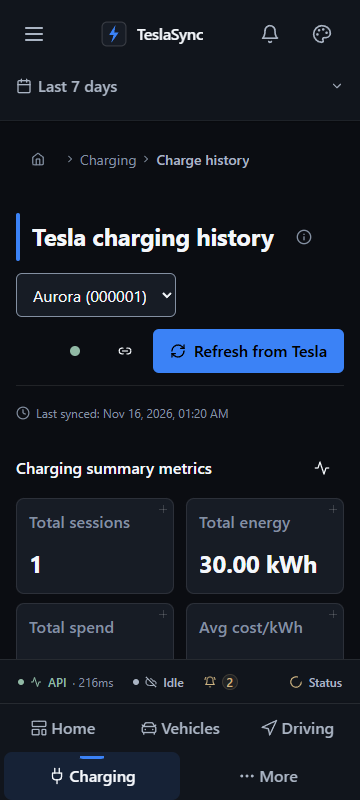 TeslaSync
Last 7 days
Charging
Charge history
Tesla charging history
Aurora (000001)
Refresh from Tesla
Last synced: Nov 16, 2026, 01:20 AM
Charging summary metrics
Total sessions
Total energy
1
30.00 kWh
Total spend
Avg cost/kWh
API · 216ms
Idle
2
Status
Home
Vehicles
Driving
Charging
More